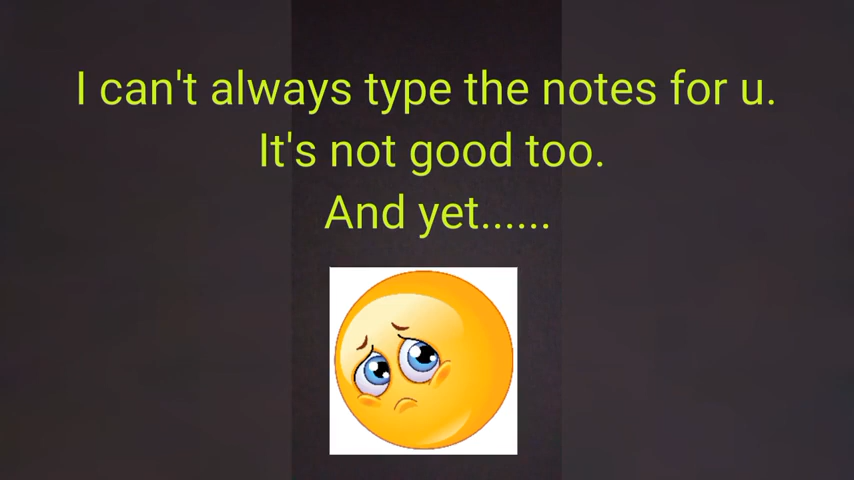 I can't always type the notes for u.
It's not good too.
And yet......